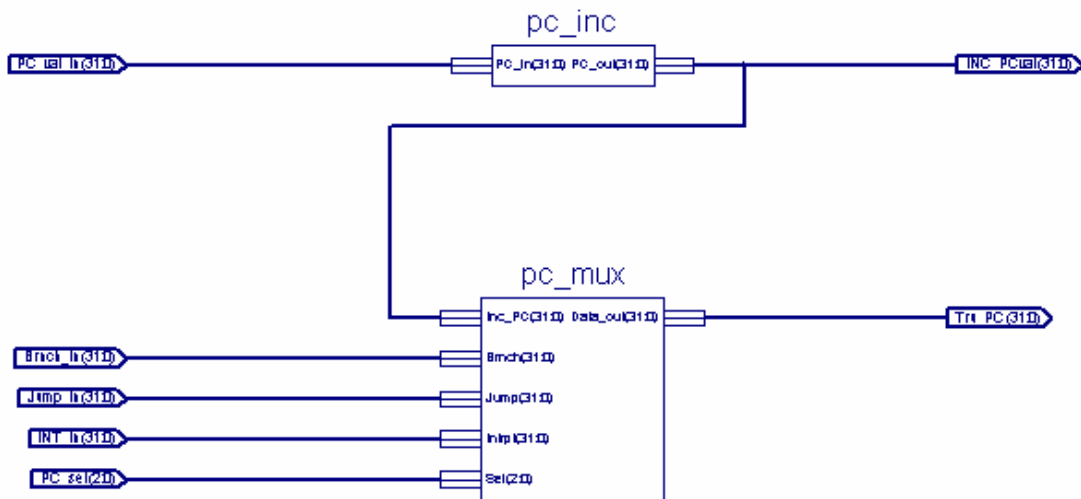 pc_inc
PC_val_in(31:0)
PC_in(31:0) PC_out(31:0)
INC_PCval(31:0)
pc_mux
Inc_PC(31:0) Data_out(31:0)
Tru_PC(31:0)
Brnch_in(31:0)
Brnch(31:0)
Jump_in(31:0)
Jump(31:0)
INT_in(31:0)
Intrpt(31:0)
PC_sel(2:0)
Sel(2:0)